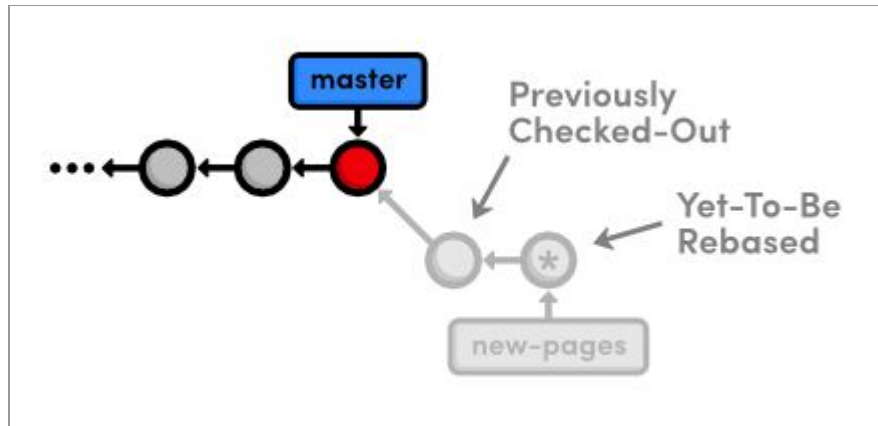 master
Previously
Checked-Out
Yet-To-Be
Rebased
*
new-pages